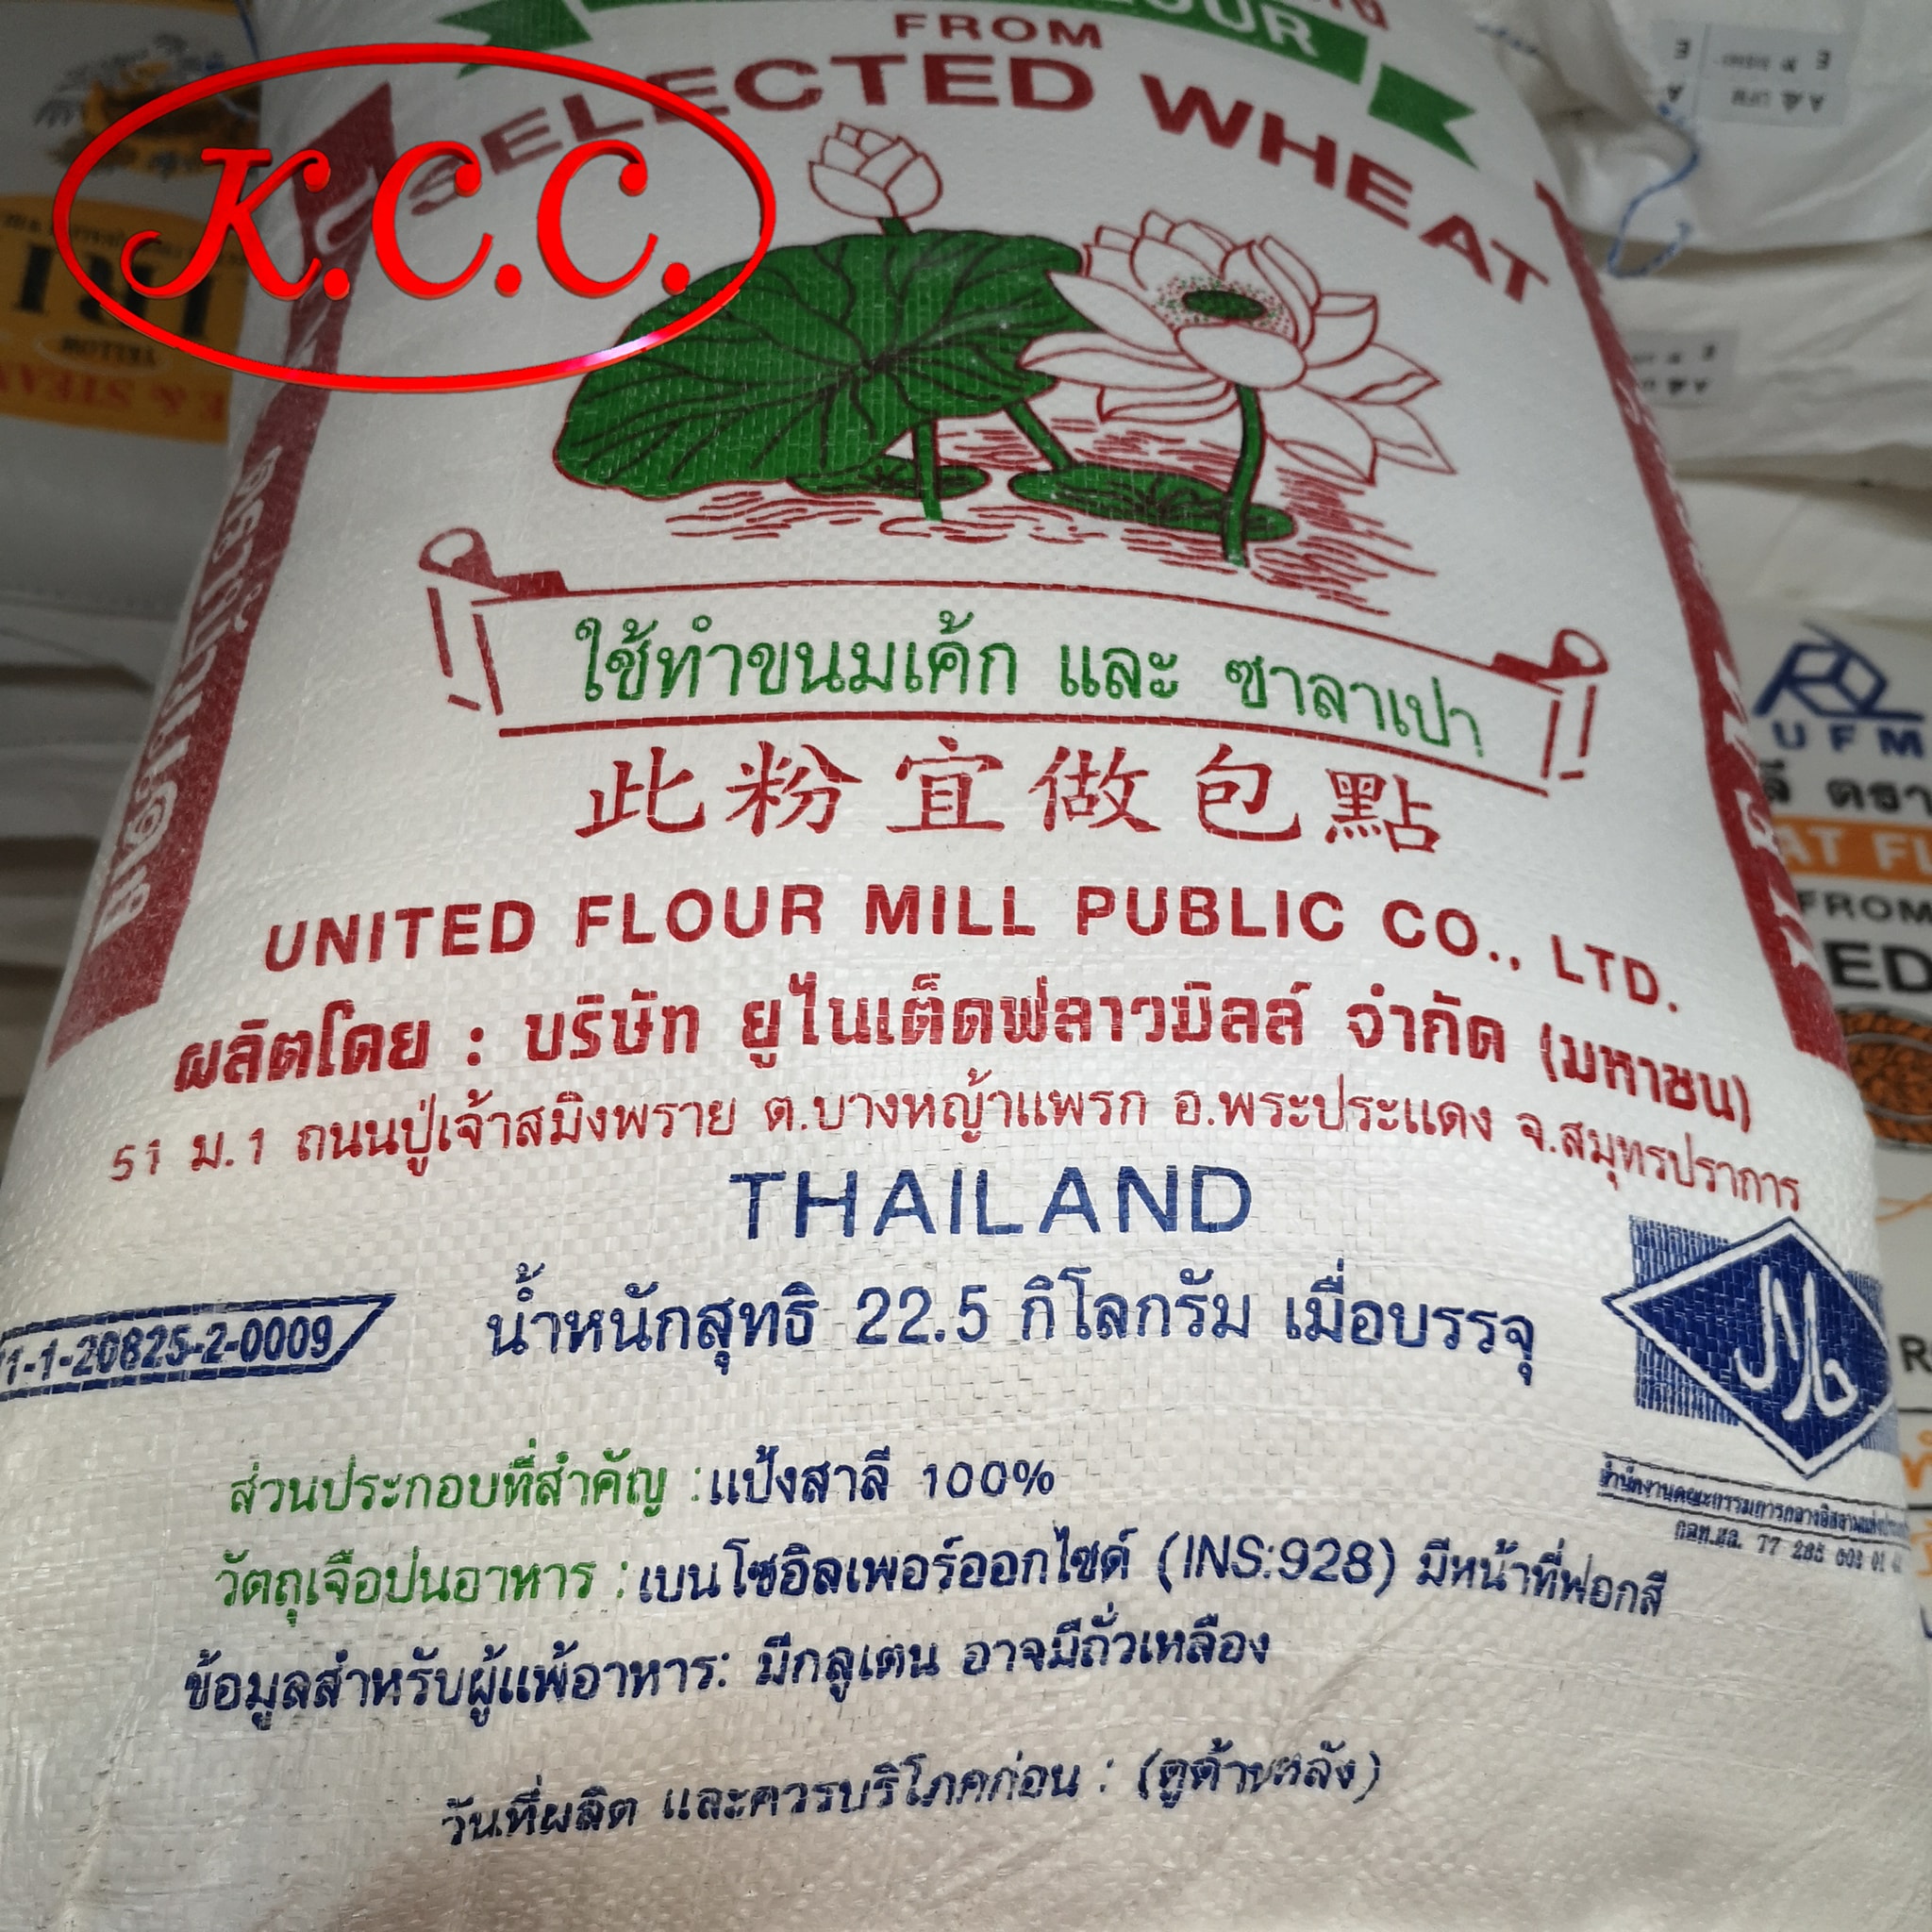 FROM
SELECTED WHEAT
K.C.C.
ใช้ทำขนมเค้ก และ ซาลาเปา
此粉宜做包點
UNITED FLOUR MILL PUBLIC CO., LTD.
ผลิตโดย : บริษัท ยูไนเต็ดฟลาวมิลล์ จำกัด (มหาชน)
51 ม.1 ถนนปู่เจ้าสมิงพราย ต.บางหญ้าแพรก อ.พระประแดง จ.สมุทรปราการ
THAILAND
1-1-20825-2-0009
น้ำหนักสุทธิ 22.5 กิโลกรัม เมื่อบรรจุ
ส่วนประกอบที่สำคัญ : แป้งสาลี 100%
วัตถุเจือปนอาหาร : เบนโซอิลเพอร์ออกไซด์ (INS:928) มีหน้าที่ฟอกสี
ข้อมูลสำหรับผู้แพ้อาหาร: มีกลูเตน อาจมีถั่วเหลือง
วันที่ผลิต และควรบริโภคก่อน : (ดูด้านหลัง)
UFM
FROM